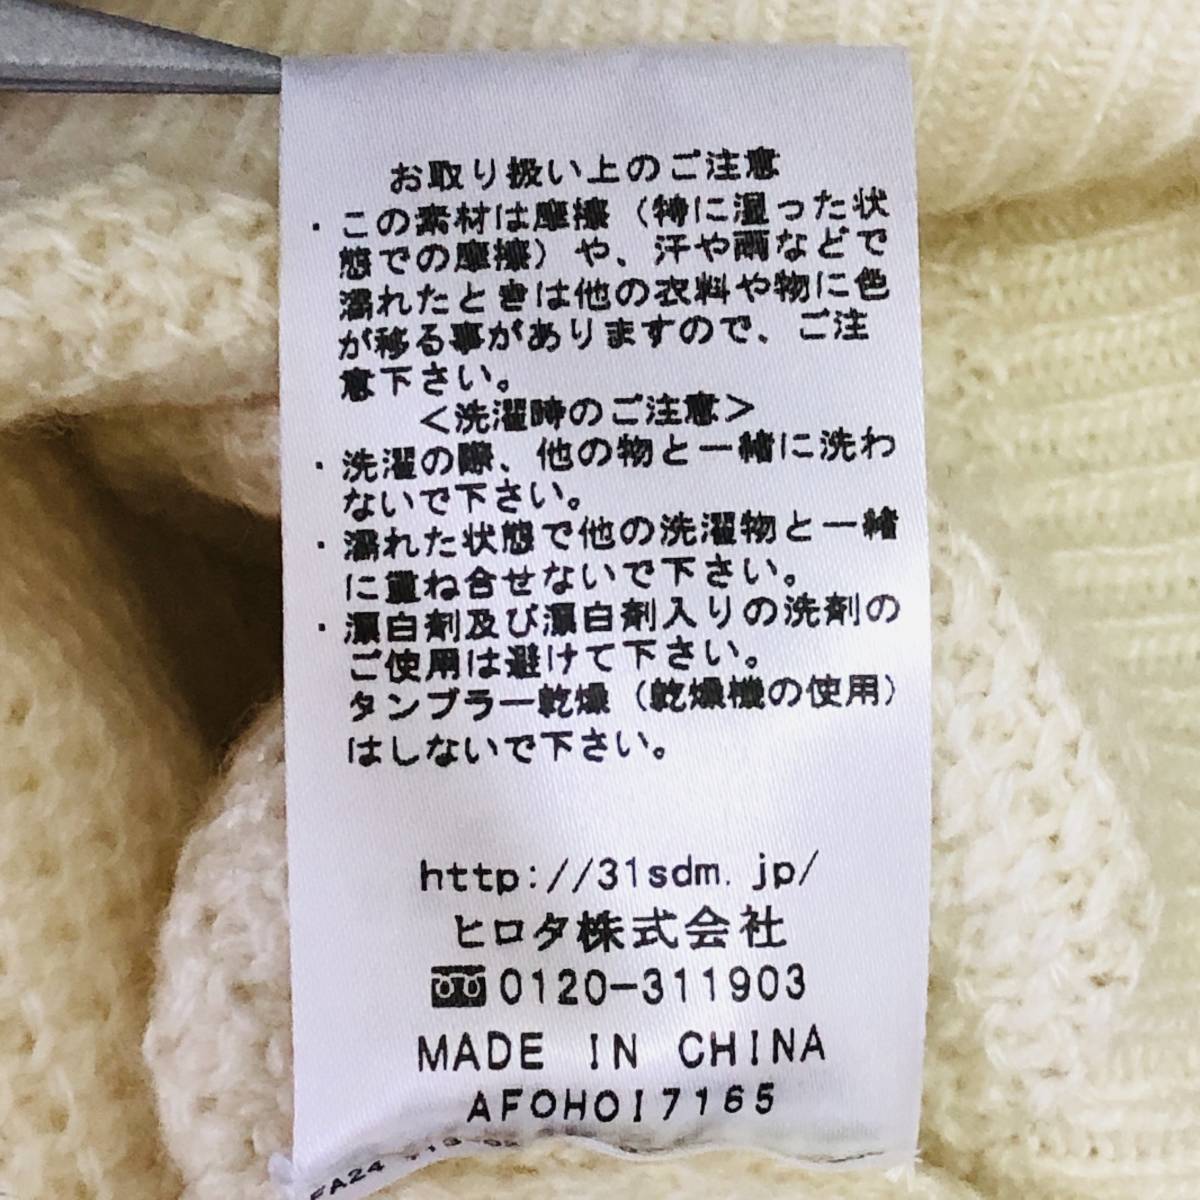 お取り扱い上のご注意
・この素材は摩擦（特に湿った状
態での摩擦）や、汗や雨などで
濡れたときは他の衣料や物に色
が移る事がありますので、ご注
意下さい。
＜洗濯時のご注意＞
・洗濯の際、他の物と一緒に洗わ
ないで下さい。
・濡れた状態で他の洗濯物と一緒
に重ね合せないで下さい。
・漂白剤及び漂白剤入りの洗剤の
ご使用は避けて下さい。
タンブラー乾燥（乾燥機の使用）
はしないで下さい。
http://31sdm.jp/
ヒロタ株式会社
0120-311903
MADE IN CHINA
AFOHOI7165
FA24